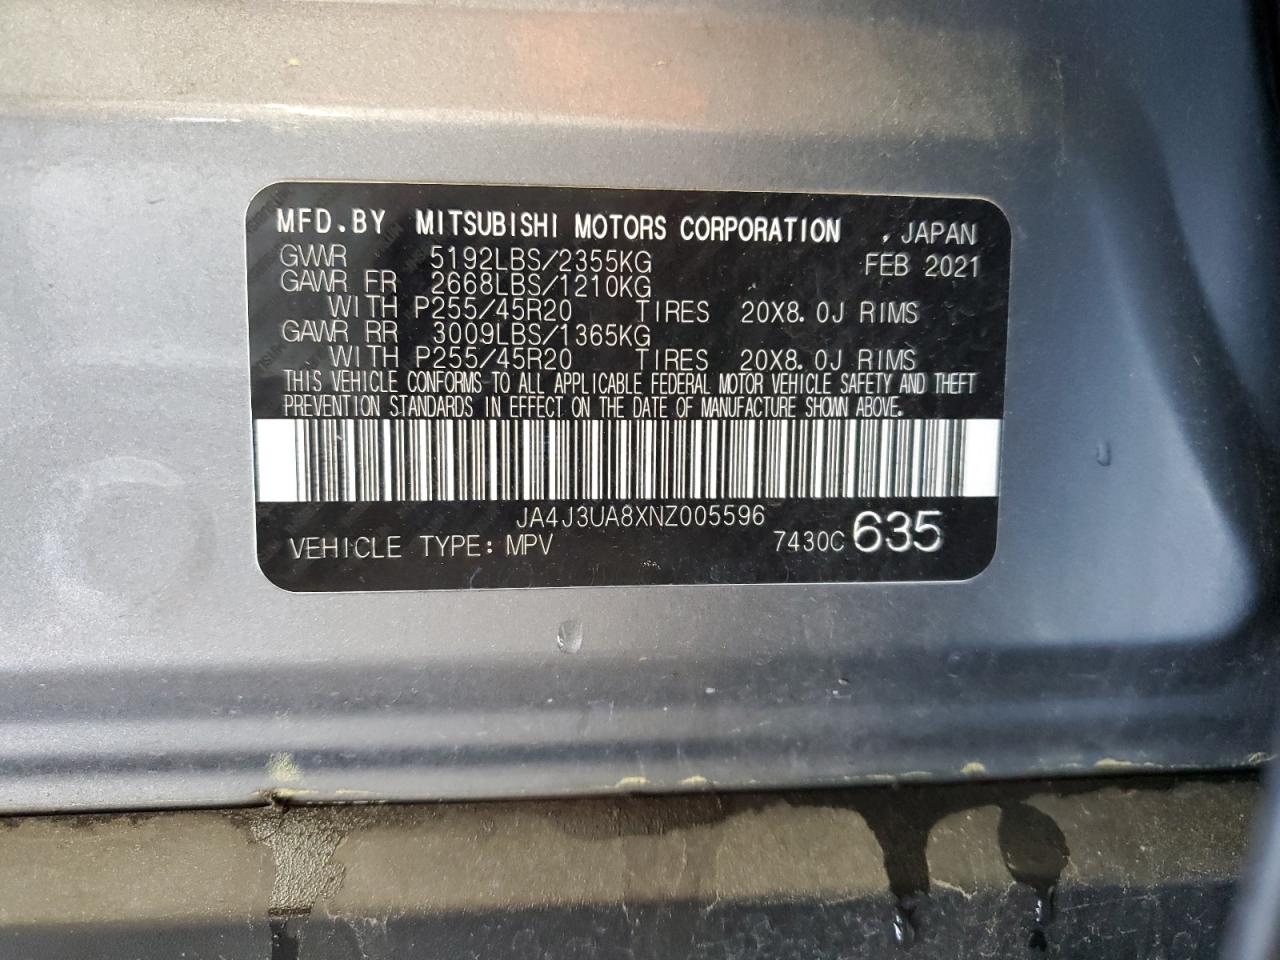 MFD.BY MITSUBISHI MOTORS CORPORATION , JAPAN
GVWR 5192LBS/2355KG FEB 2021
GAWR FR 2668LBS/1210KG
WITH P255/45R20 TIRES 20X8.0J RIMS
GAWR RR 3009LBS/1365KG
WITH P255/45R20 TIRES 20X8.0J RIMS
THIS VEHICLE CONFORMS TO ALL APPLICABLE FEDERAL MOTOR VEHICLE SAFETY AND THEFT
PREVENTION STANDARDS IN EFFECT ON THE DATE OF MANUFACTURE SHOWN ABOVE.
JA4J3UA8XNZ005596
VEHICLE TYPE: MPV 7430C 635